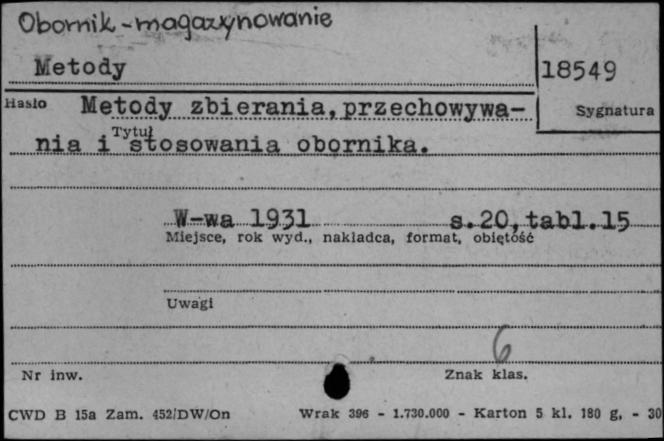 Obornik-magazynowanie
Metody
18549
Hasło Metody zbierania, przechowywa-
Sygnatura
Tytuł
nia i stosowania obornika.
W-wa 1931 s.20, tabl.15
Miejsce, rok wyd., nakładca, format, objętość
Uwagi
6
Nr inw. Znak klas.
CWD B 15a Zam. 452/DW/On Wrak 396 - 1.730.000 - Karton 5 kl. 180 g, - 30